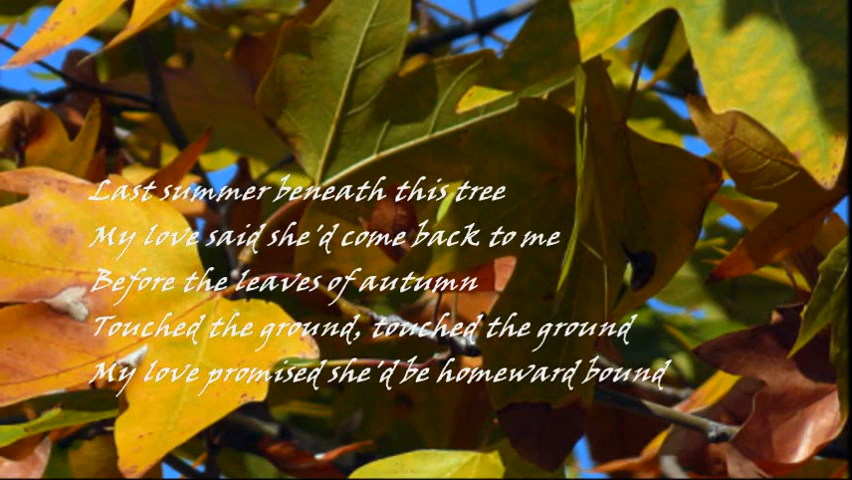 Last summer beneath this tree
My love said she'd come back to me
Before the leaves of autumn
Touched the ground, touched the ground
My love promised she'd be homeward bound